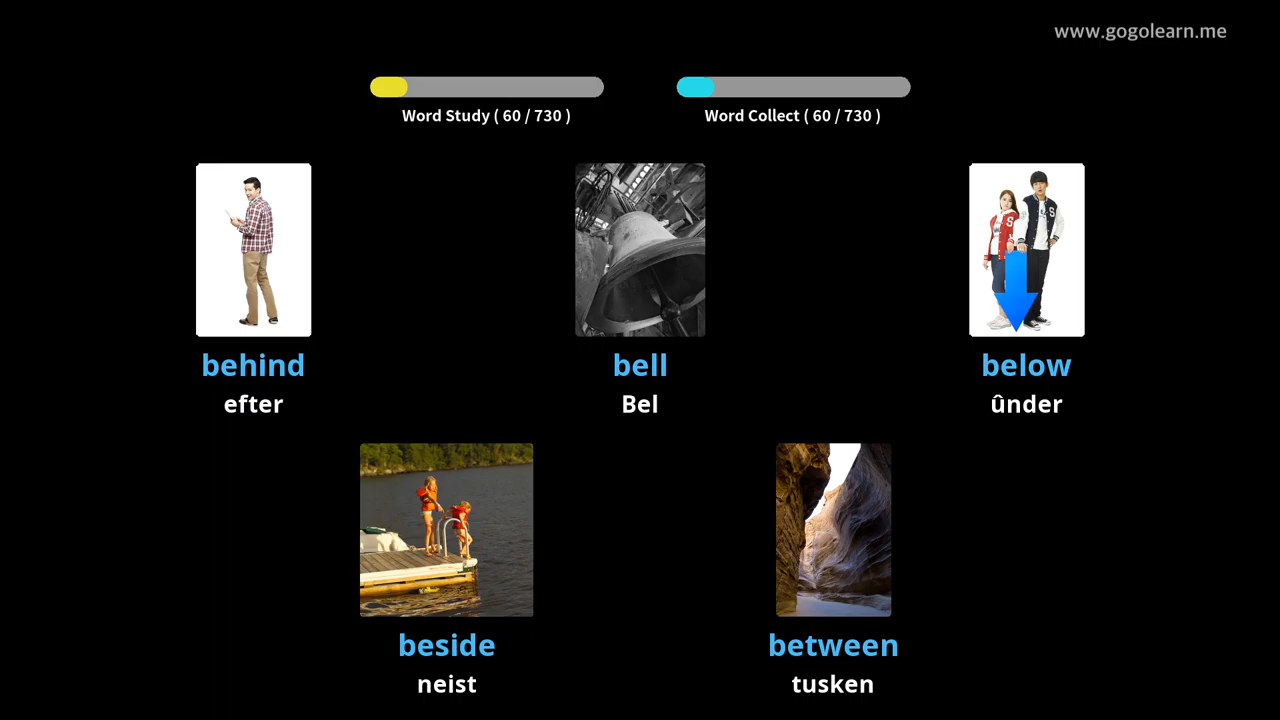 www.gogolearn.me
Word Study ( 60 / 730 )
Word Collect ( 60 / 730 )
behind
efter
bell
Bel
below
ûnder
beside
neist
between
tusken